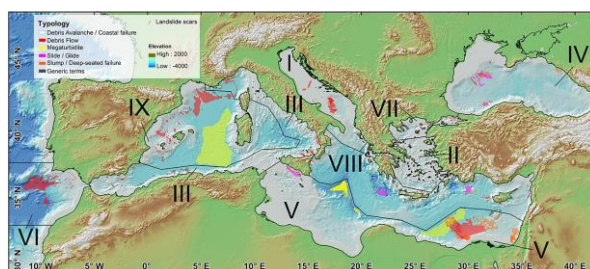 Typology
Debris Avalanche / Coastal failure
Debris Flow
Megaturbidite
Slide / Glide
Slump / Deep-seated failure
Generic terms
Landslide scars
Elevation
High : 2000
Low : -4000
I
IV
IX
III
VII
VIII
II
III
V
VI
V
45°N
40°N
35°N
30°N
10°W
5°W
0°
5°E
10°E
15°E
20°E
25°E
30°E
35°E